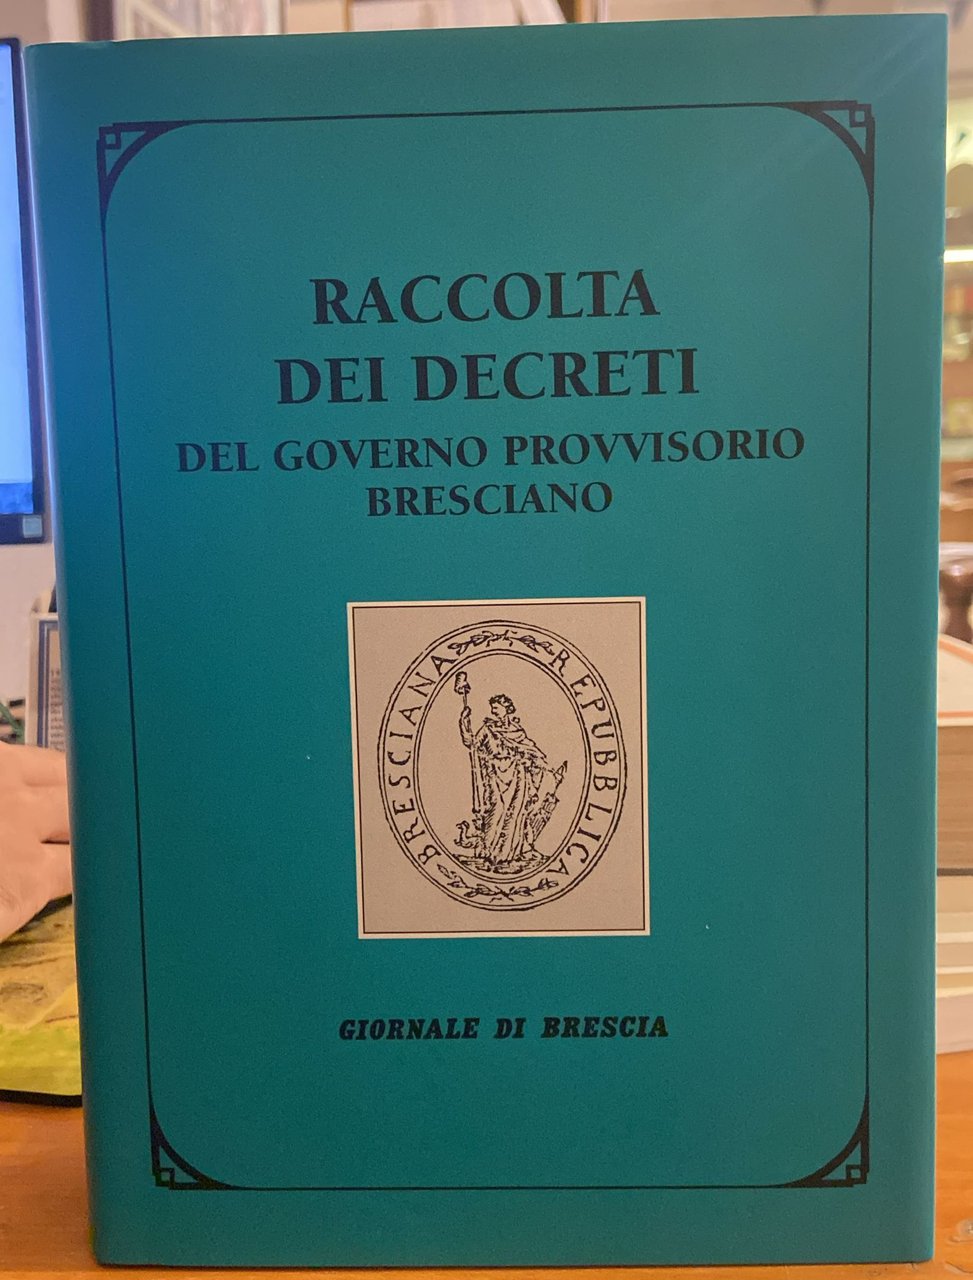 RACCOLTA
DEI DECRETI
DEL GOVERNO PROVVISORIO
BRESCIANO
BRESCIANA REPUBBLICA
GIORNALE DI BRESCIA